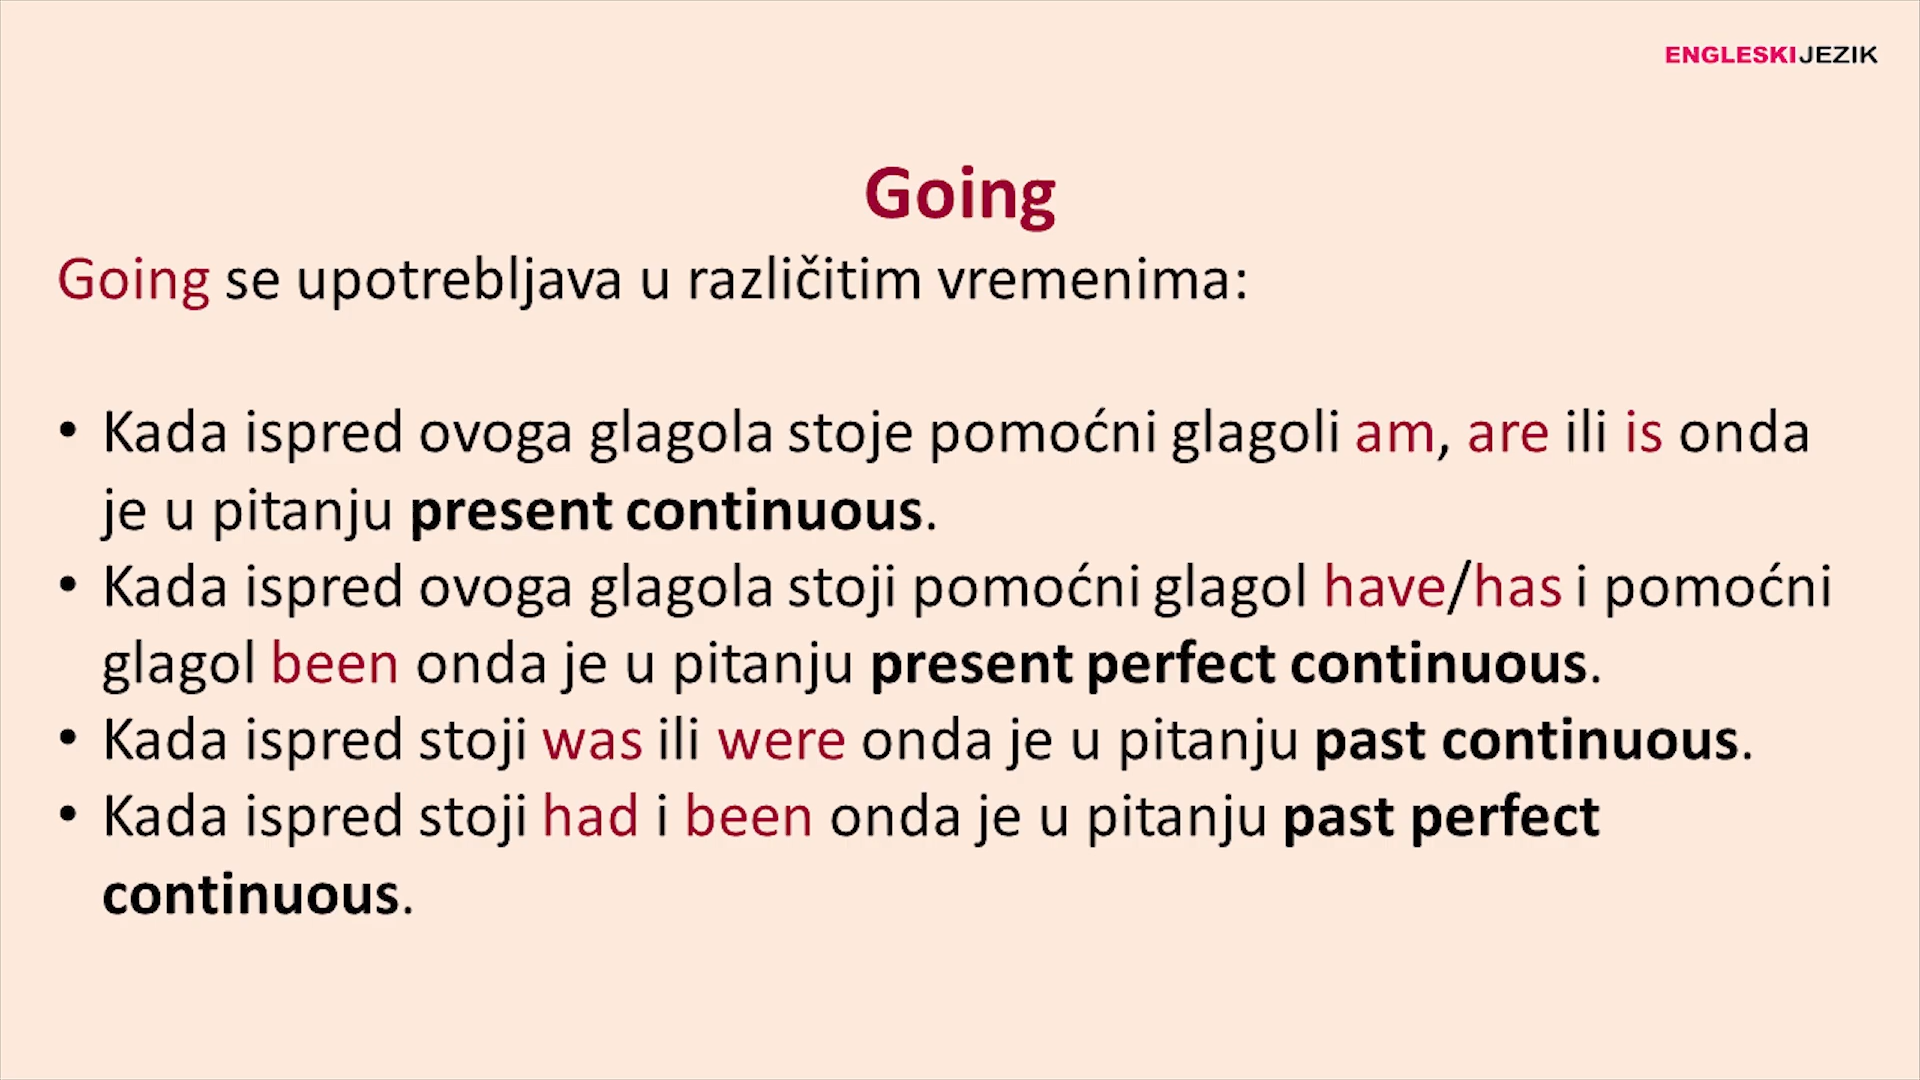 ENGLESKIJEZIK
Going
Going se upotrebljava u različitim vremenima:
• Kada ispred ovoga glagola stoje pomoćni glagoli am, are ili is onda
je u pitanju present continuous.
• Kada ispred ovoga glagola stoji pomoćni glagol have/has i pomoćni
glagol been onda je u pitanju present perfect continuous.
• Kada ispred stoji was ili were onda je u pitanju past continuous.
• Kada ispred stoji had i been onda je u pitanju past perfect
continuous.